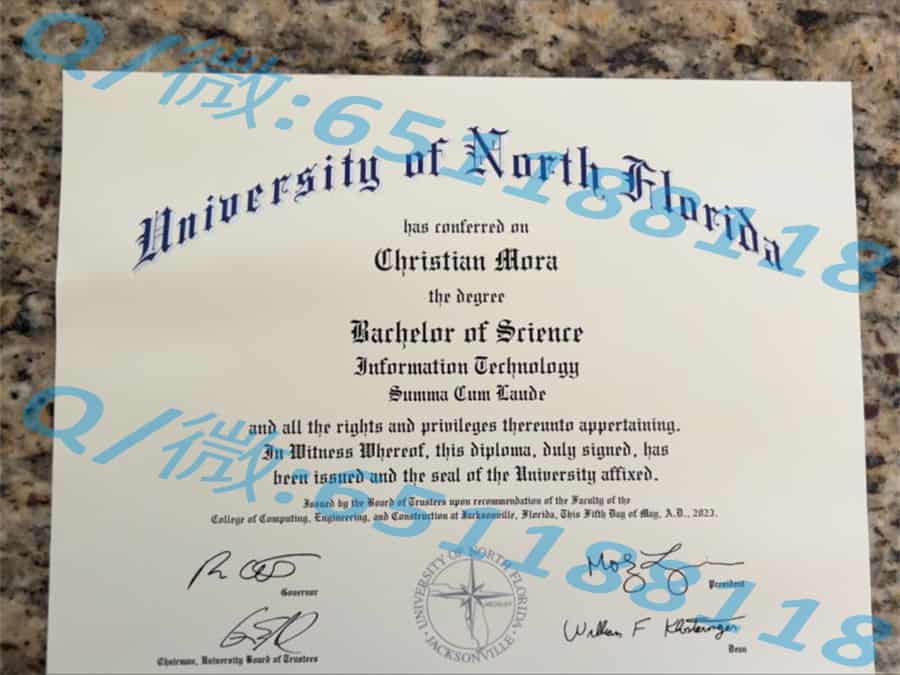 Q/微:651188118
University of North Florida
has conferred on
Christian Mora
the degree
Bachelor of Science
Information Technology
Summa Cum Laude
and all the rights and privileges thereunto appertaining.
In Witness Whereof, this diploma, duly signed, has
been issued and the seal of the University affixed.
Issued by the Board of Trustees upon recommendation of the Faculty of the
College of Computing, Engineering, and Construction at Jacksonville, Florida, This Fifth Day of May, A.D., 2023.
Q/微:651188118
Governor
UNIVERSITY OF NORTH FLORIDA
JACKSONVILLE
President
Chairman, University Board of Trustees
William F Klostermeyer
Dean